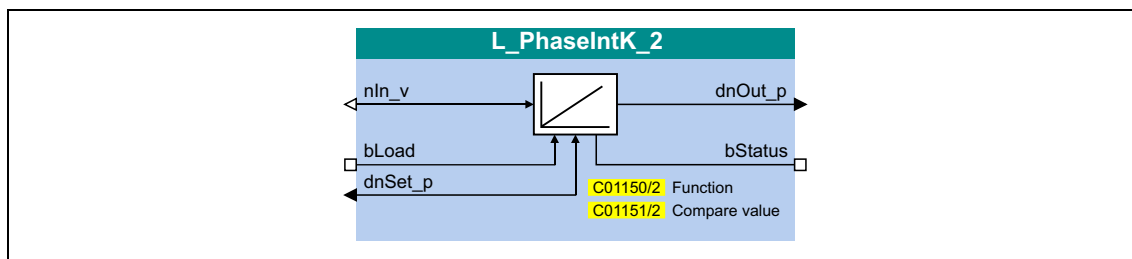 L_PhaseIntK_2
nIn_v
dnOut_p
bLoad
bStatus
dnSet_p
C01150/2 Function
C01151/2 Compare value